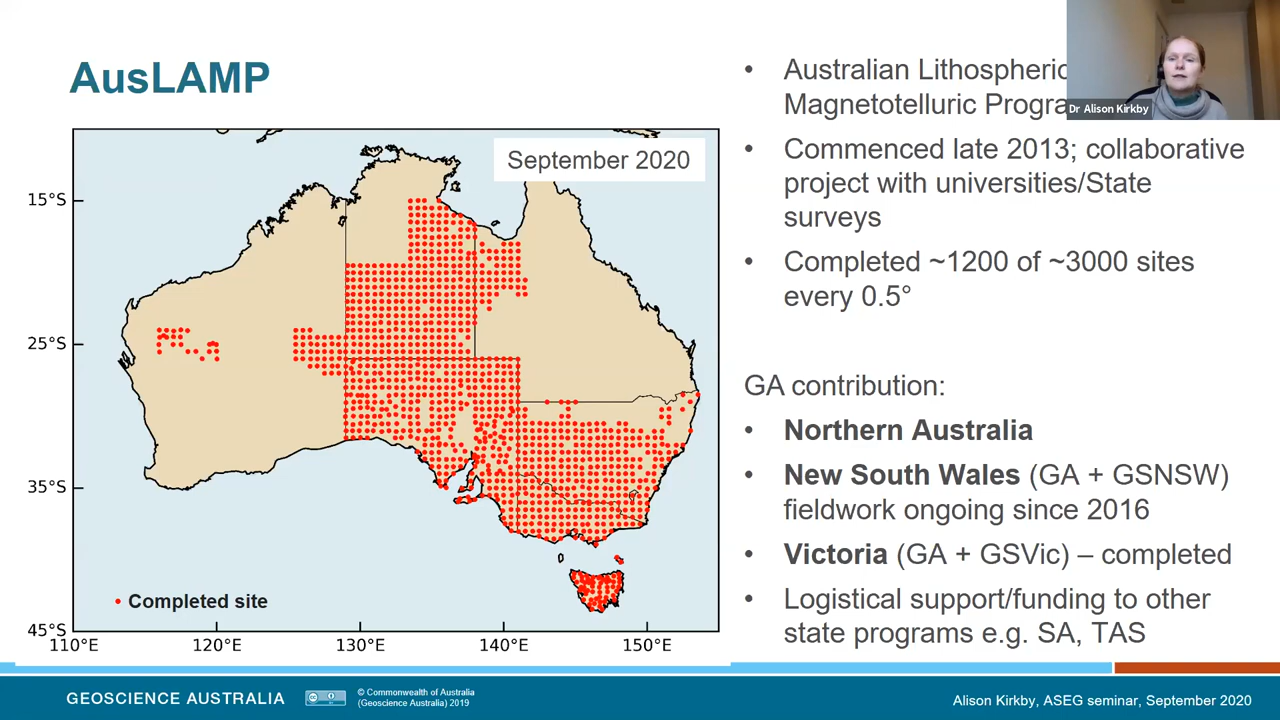 AusLAMP
September 2020
15°S
25°S
35°S
45°S
110°E
120°E
130°E
140°E
150°E
Completed site
• Australian Lithospheric
Magnetotelluric
Dr Alison Kirkby
• Commenced late 2013; collaborative
project with universities/State
surveys
• Completed ~1200 of ~3000 sites
every 0.5°
GA contribution:
• Northern Australia
• New South Wales (GA + GSNSW)
fieldwork ongoing since 2016
• Victoria (GA + GSVic) – completed
• Logistical support/funding to other
state programs e.g. SA, TAS
GEOSCIENCE AUSTRALIA
© Commonwealth of Australia
(Geoscience Australia) 2019
Alison Kirkby, ASEG seminar, September 2020